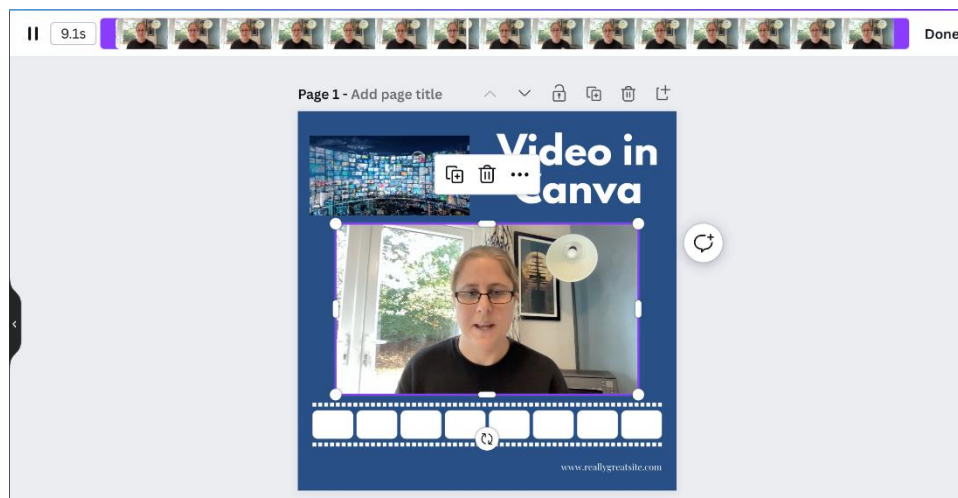 9.1s
Done
Page 1 - Add page title
Video in
Canva
www.reallygreatsite.com